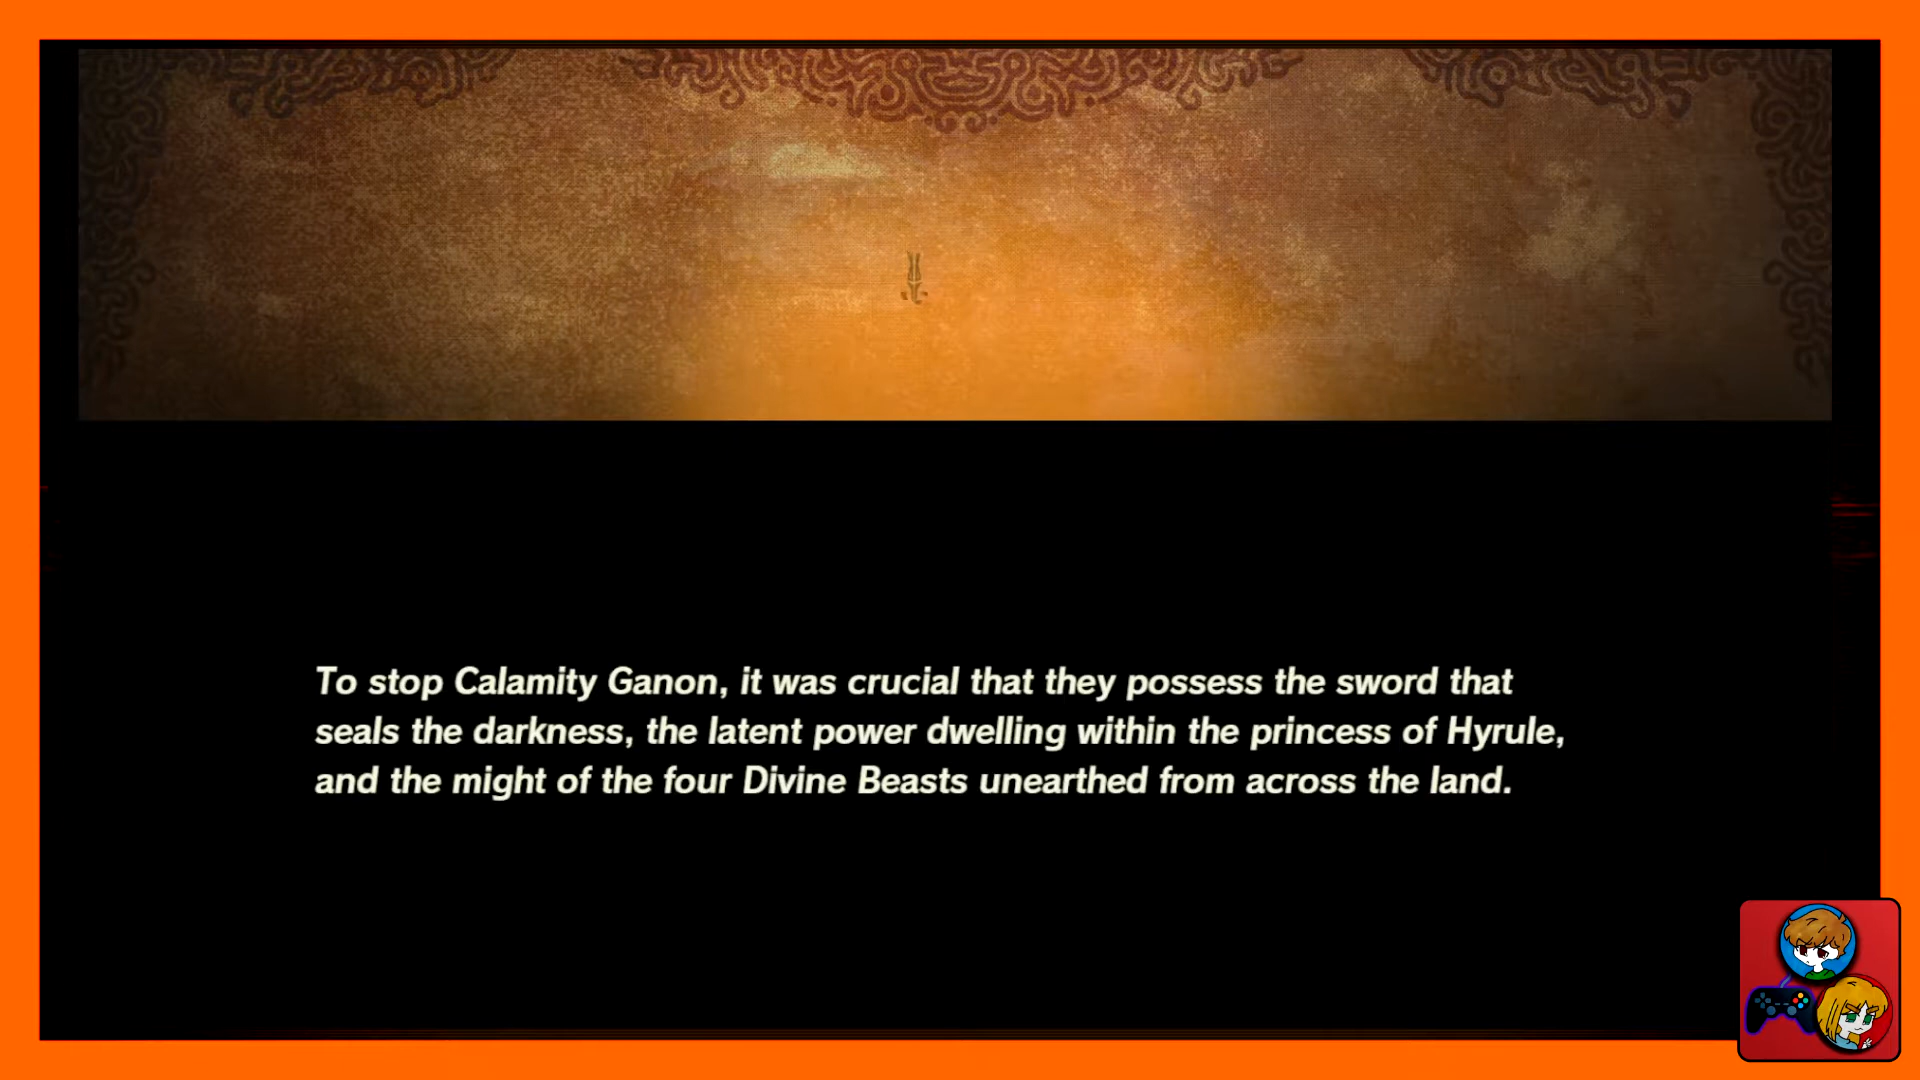 To stop Calamity Ganon, it was crucial that they possess the sword that
seals the darkness, the latent power dwelling within the princess of Hyrule,
and the might of the four Divine Beasts unearthed from across the land.